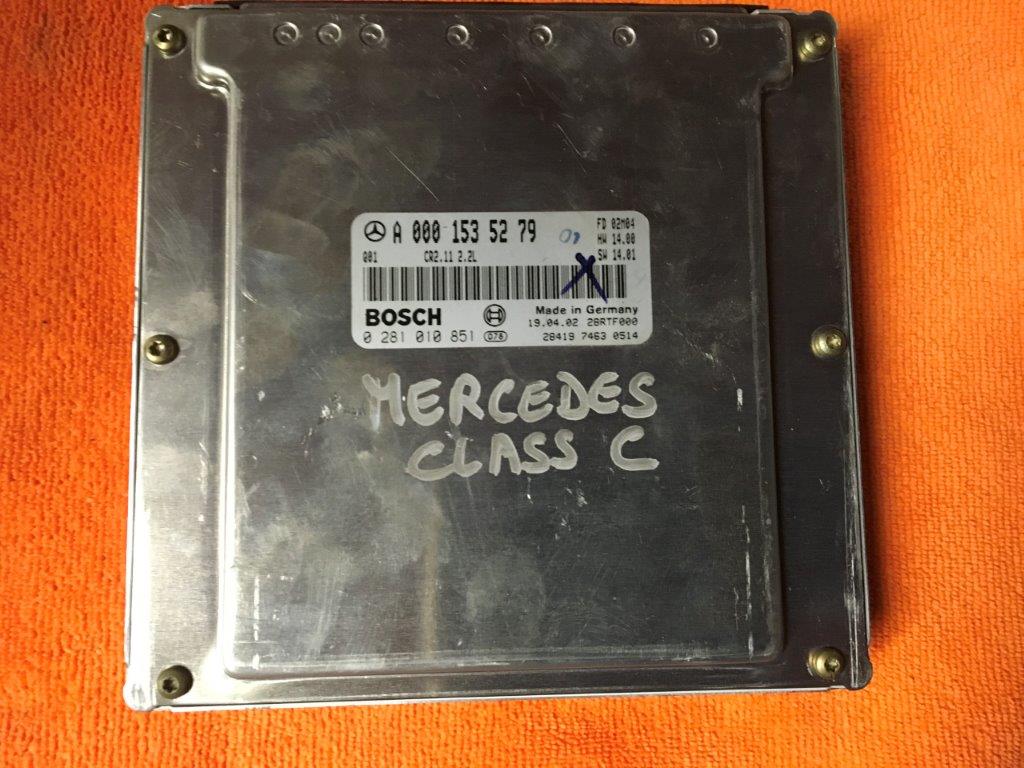 A 000 153 52 79
FD 02M04
HW 14.00
Q01 CR2.11 2.2L SW 14.01
BOSCH Made in Germany
19.04.02 28RTF000
0 281 010 851 078 28419 7463 0514
MERCEDES
CLASS C